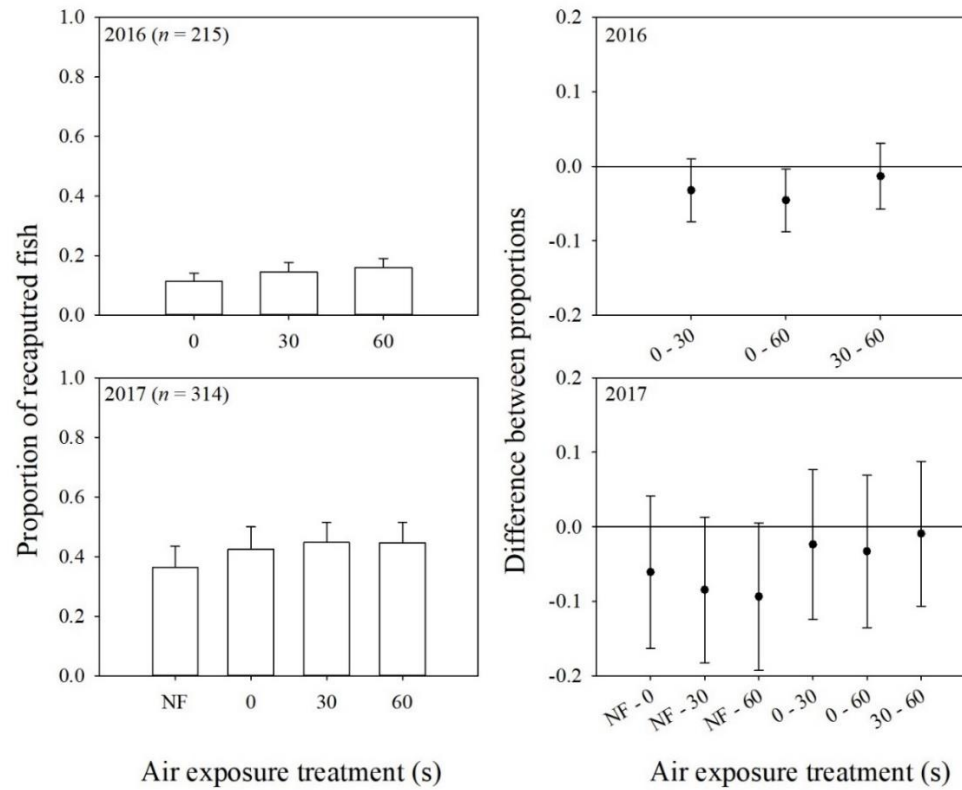 Proportion of recaputred fish
1.0
0.8
0.6
0.4
0.2
0.0
2016 (n = 215)
0 30 60
Difference between proportions
0.2
0.1
0.0
-0.1
-0.2
2016
0 - 30 0 - 60 30 - 60
1.0
0.8
0.6
0.4
0.2
0.0
2017 (n = 314)
NF 0 30 60
Air exposure treatment (s)
0.2
0.1
0.0
-0.1
-0.2
2017
NF - 0 NF - 30 NF - 60 0 - 30 0 - 60 30 - 60
Air exposure treatment (s)